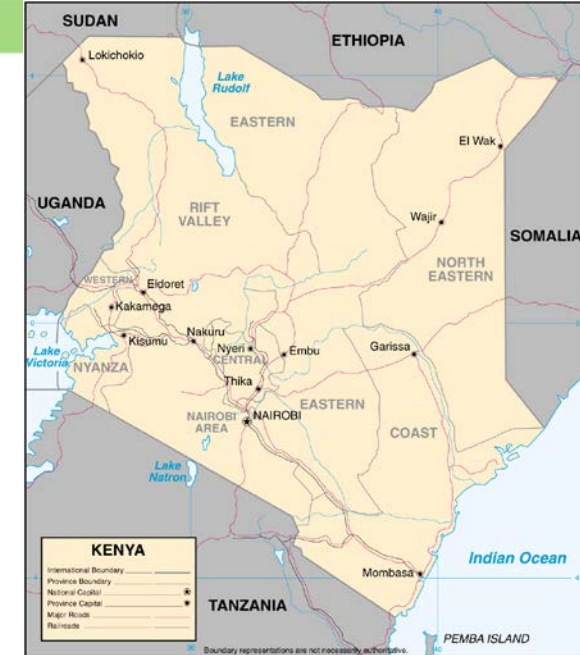 SUDAN
ETHIOPIA
Lokichokio
Lake
Rudolf
EASTERN
El Wak
UGANDA
RIFT
VALLEY
Wajir
SOMALIA
NORTH
EASTERN
WESTERN
Eldoret
Kakamega
Kisumu
Nakuru
Nyeri
CENTRAL
Embu
Garissa
Lake
Victoria
NYANZA
Thika
EASTERN
NAIROBI
AREA
NAIROBI
COAST
Lake
Natron
KENYA
International Boundary
Province Boundary
National Capital
Province Capital
Major Roads
Railroads
Indian Ocean
Mombasa
TANZANIA
PEMBA ISLAND
Boundary representations are not necessarily authoritative.